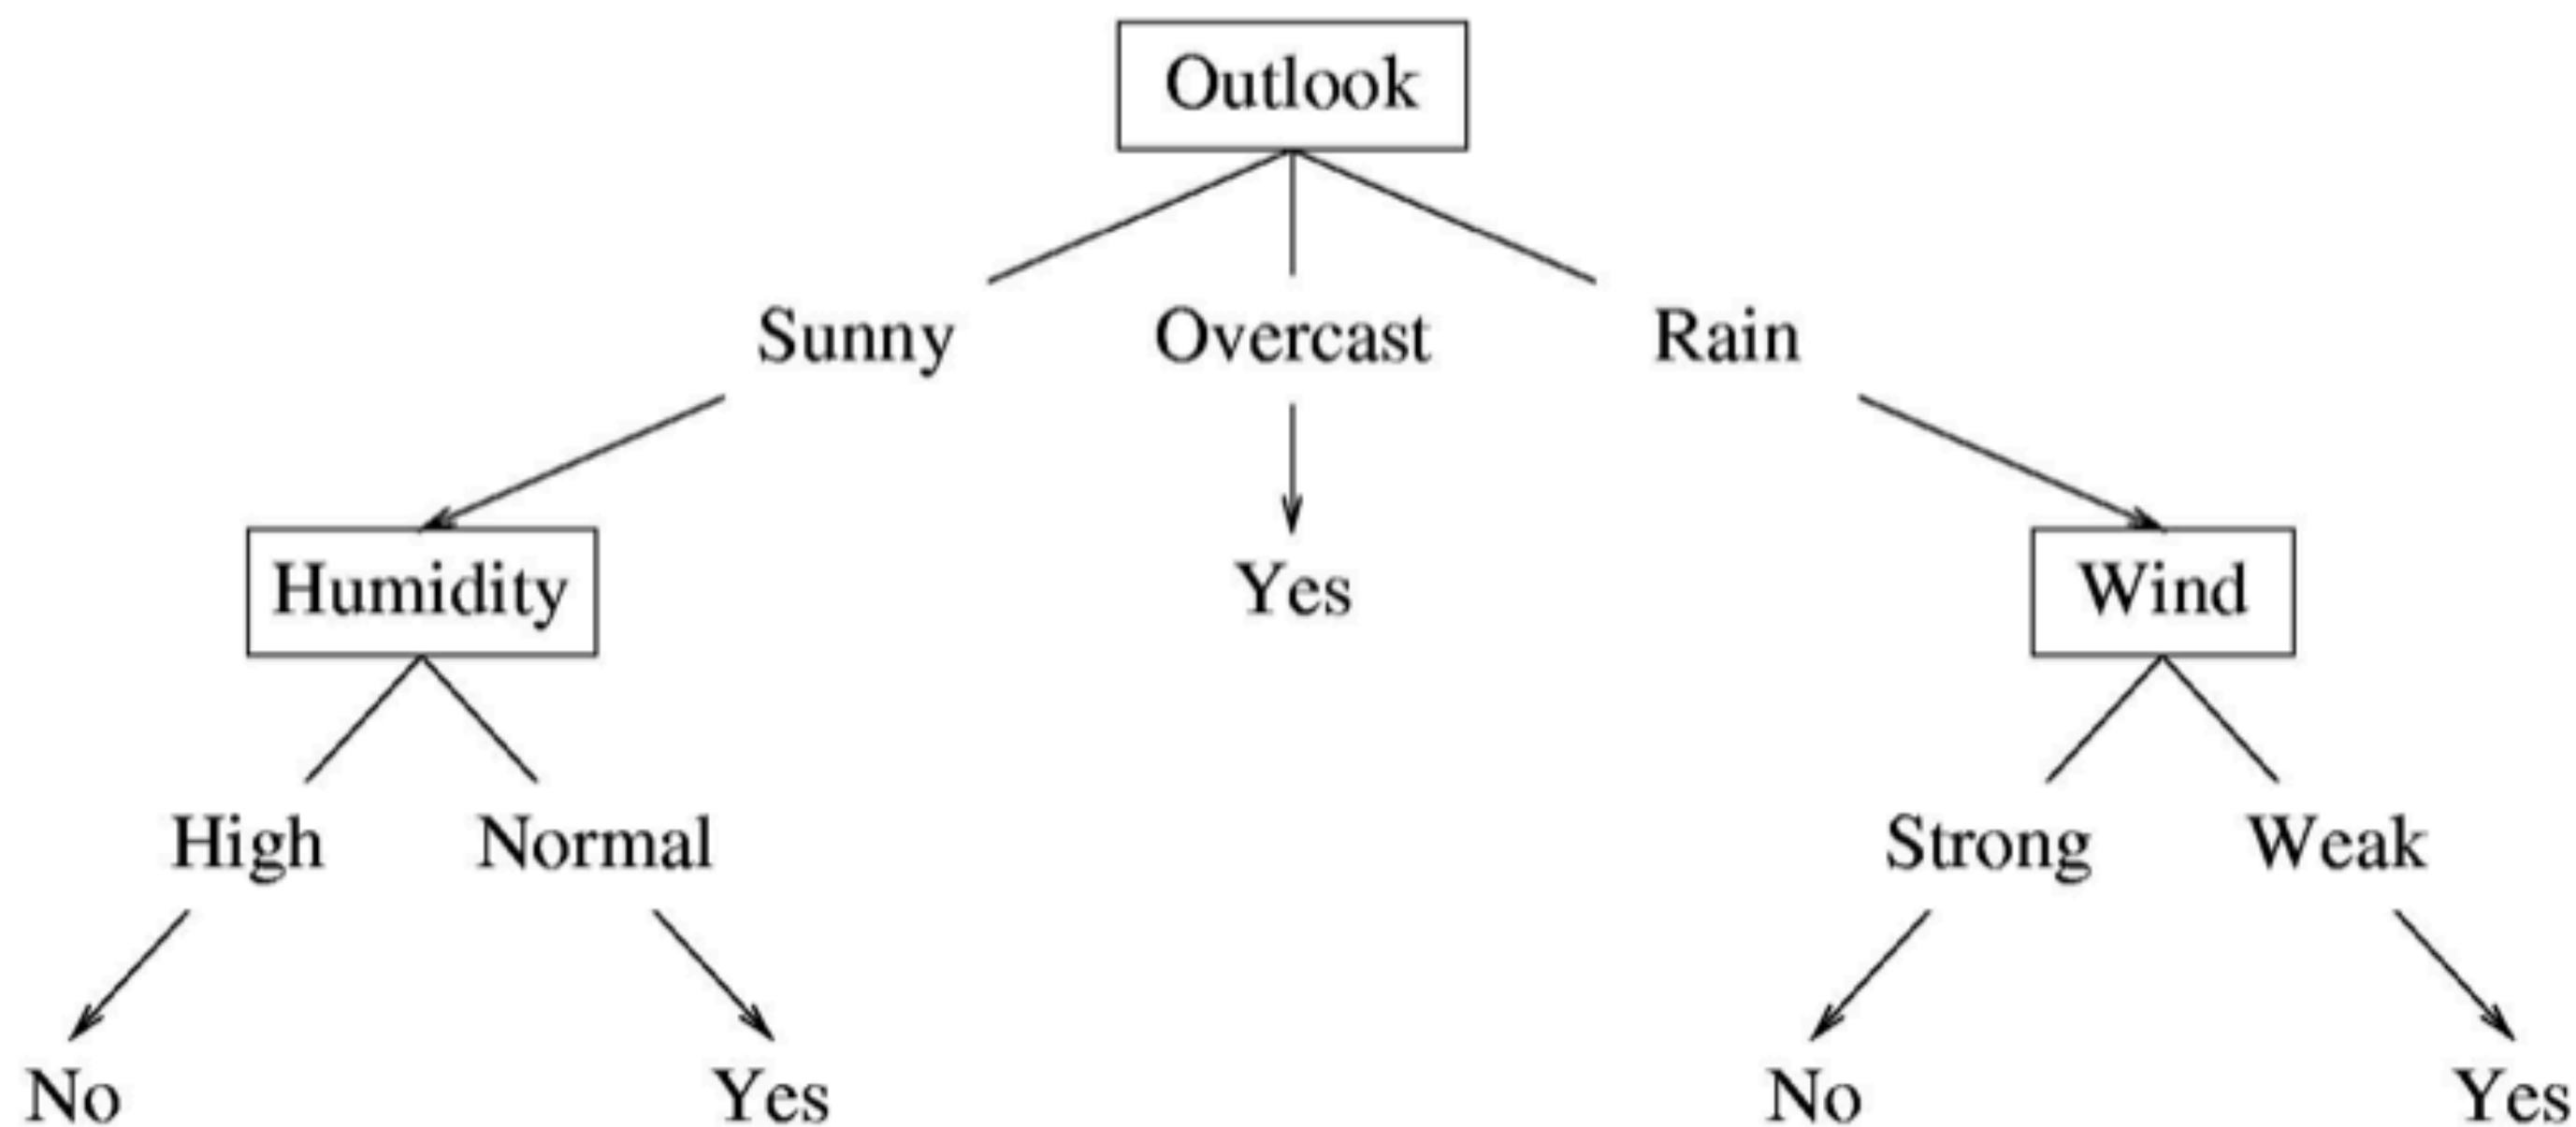 Outlook
Sunny Overcast Rain
Humidity Yes Wind
High Normal Strong Weak
No Yes No Yes